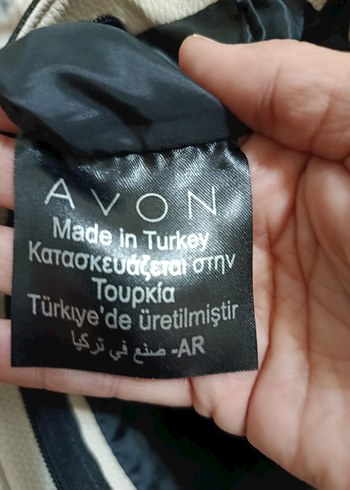 AVON
Made in Turkey
Κατασκευάζεται στην
Τουρκία
Türkiye'de üretilmiştir
AR- صنع في تركيا